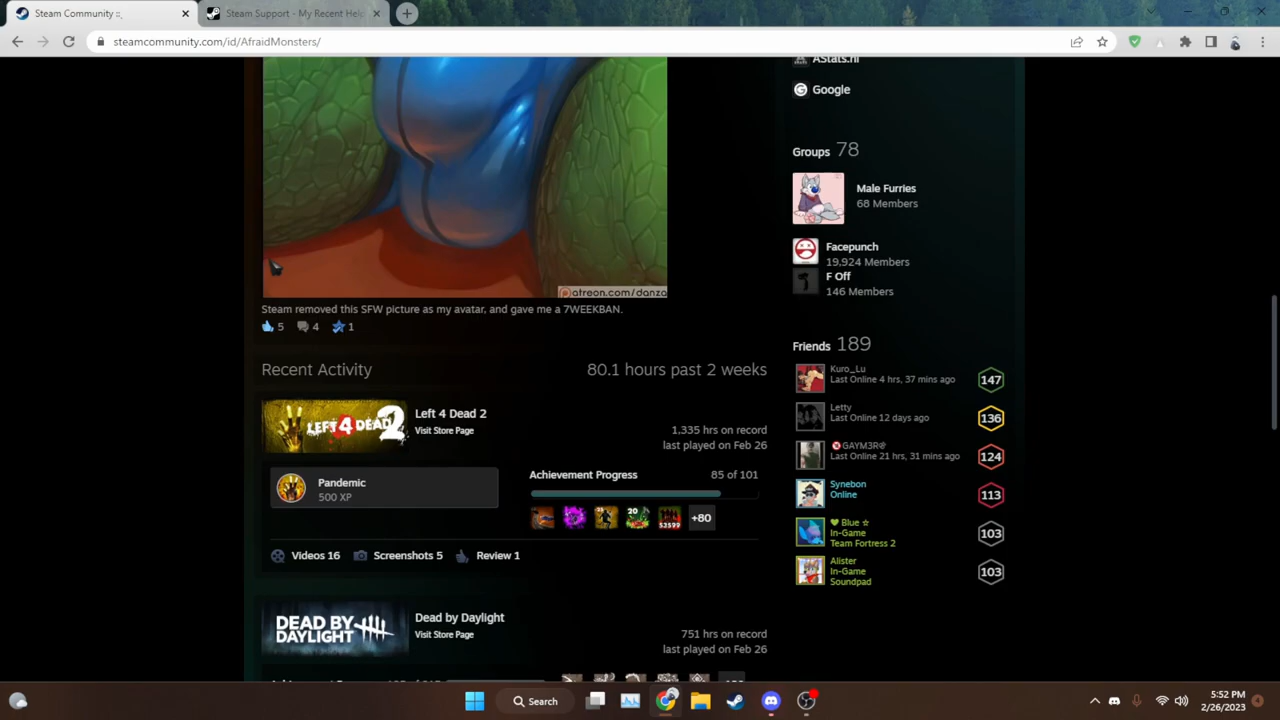 Steam Community ::
Steam Support - My Recent Help
steamcommunity.com/id/AfraidMonsters/
AStats.nl
Google
Groups 78
Male Furries
68 Members
Facepunch
19,924 Members
F Off
146 Members
patreon.com/danza
Steam removed this SFW picture as my avatar, and gave me a 7WEEKBAN.
5 4 1
Friends 189
Kuro_Lu
Last Online 4 hrs, 37 mins ago
147
Letty
Last Online 12 days ago
136
GAYM3R
Last Online 21 hrs, 31 mins ago
124
Synebon
Online
113
Blue
In-Game
Team Fortress 2
103
Alister
In-Game
Soundpad
103
Recent Activity 80.1 hours past 2 weeks
LEFT 4 DEAD 2
Left 4 Dead 2
Visit Store Page
1,335 hrs on record
last played on Feb 26
Pandemic
500 XP
Achievement Progress 85 of 101
20
53599
+80
Videos 16 Screenshots 5 Review 1
DEAD BY
DAYLIGHT
Dead by Daylight
Visit Store Page
751 hrs on record
last played on Feb 26
Search
5:52 PM
2/26/2023
4